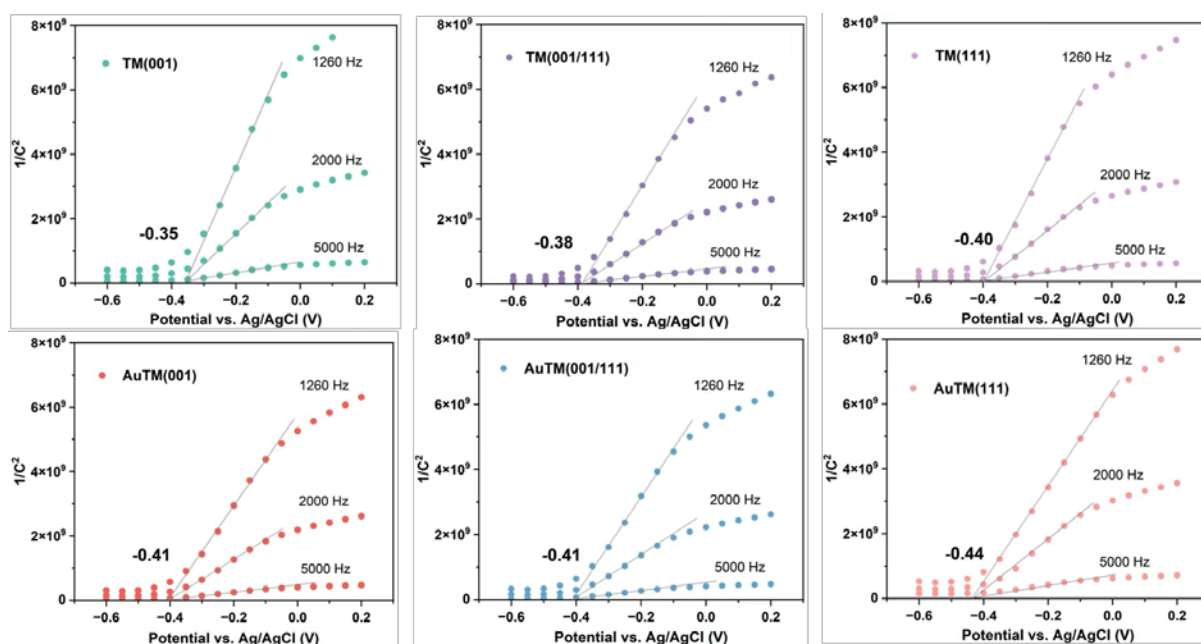 8×10⁹
6×10⁹
4×10⁹
2×10⁹
0
1/C²
TM(001)
1260 Hz
2000 Hz
5000 Hz
-0.35
−0.6 −0.4 −0.2 0.0 0.2
Potential vs. Ag/AgCl (V)
8×10⁹
6×10⁹
4×10⁹
2×10⁹
0
1/C²
TM(001/111)
1260 Hz
2000 Hz
5000 Hz
-0.38
−0.6 −0.4 −0.2 0.0 0.2
Potential vs. Ag/AgCl (V)
8×10⁹
6×10⁹
4×10⁹
2×10⁹
0
1/C²
TM(111)
1260 Hz
2000 Hz
5000 Hz
-0.40
−0.6 −0.4 −0.2 0.0 0.2
Potential vs. Ag/AgCl (V)
8×10⁹
6×10⁹
4×10⁹
2×10⁹
0
1/C²
AuTM(001)
1260 Hz
2000 Hz
5000 Hz
-0.41
−0.6 −0.4 −0.2 0.0 0.2
Potential vs. Ag/AgCl (V)
8×10⁹
6×10⁹
4×10⁹
2×10⁹
0
1/C²
AuTM(001/111)
1260 Hz
2000 Hz
5000 Hz
-0.41
−0.6 −0.4 −0.2 0.0 0.2
Potential vs. Ag/AgCl (V)
8×10⁹
6×10⁹
4×10⁹
2×10⁹
0
1/C²
AuTM(111)
1260 Hz
2000 Hz
5000 Hz
-0.44
−0.6 −0.4 −0.2 0.0 0.2
Potential vs. Ag/AgCl (V)